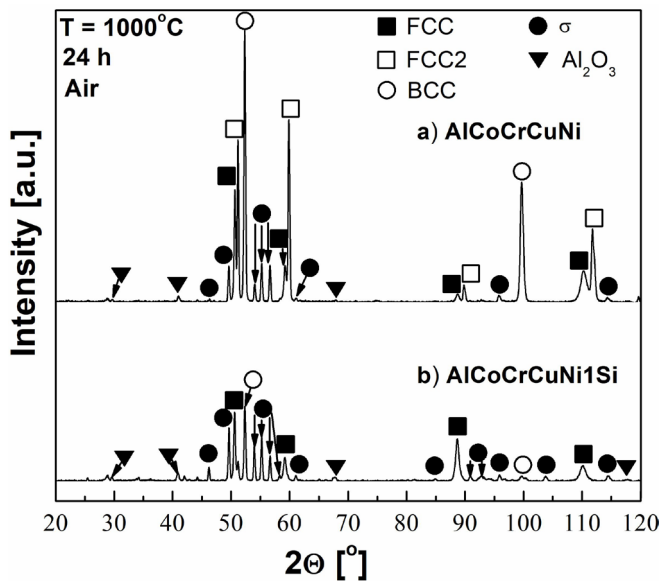 T = 1000°C
24 h
Air
FCC
FCC2
BCC
σ
Al₂O₃
a) AlCoCrCuNi
b) AlCoCrCuNi1Si
Intensity [a.u.]
20 30 40 50 60 70 80 90 100 110 120
2Θ [°]